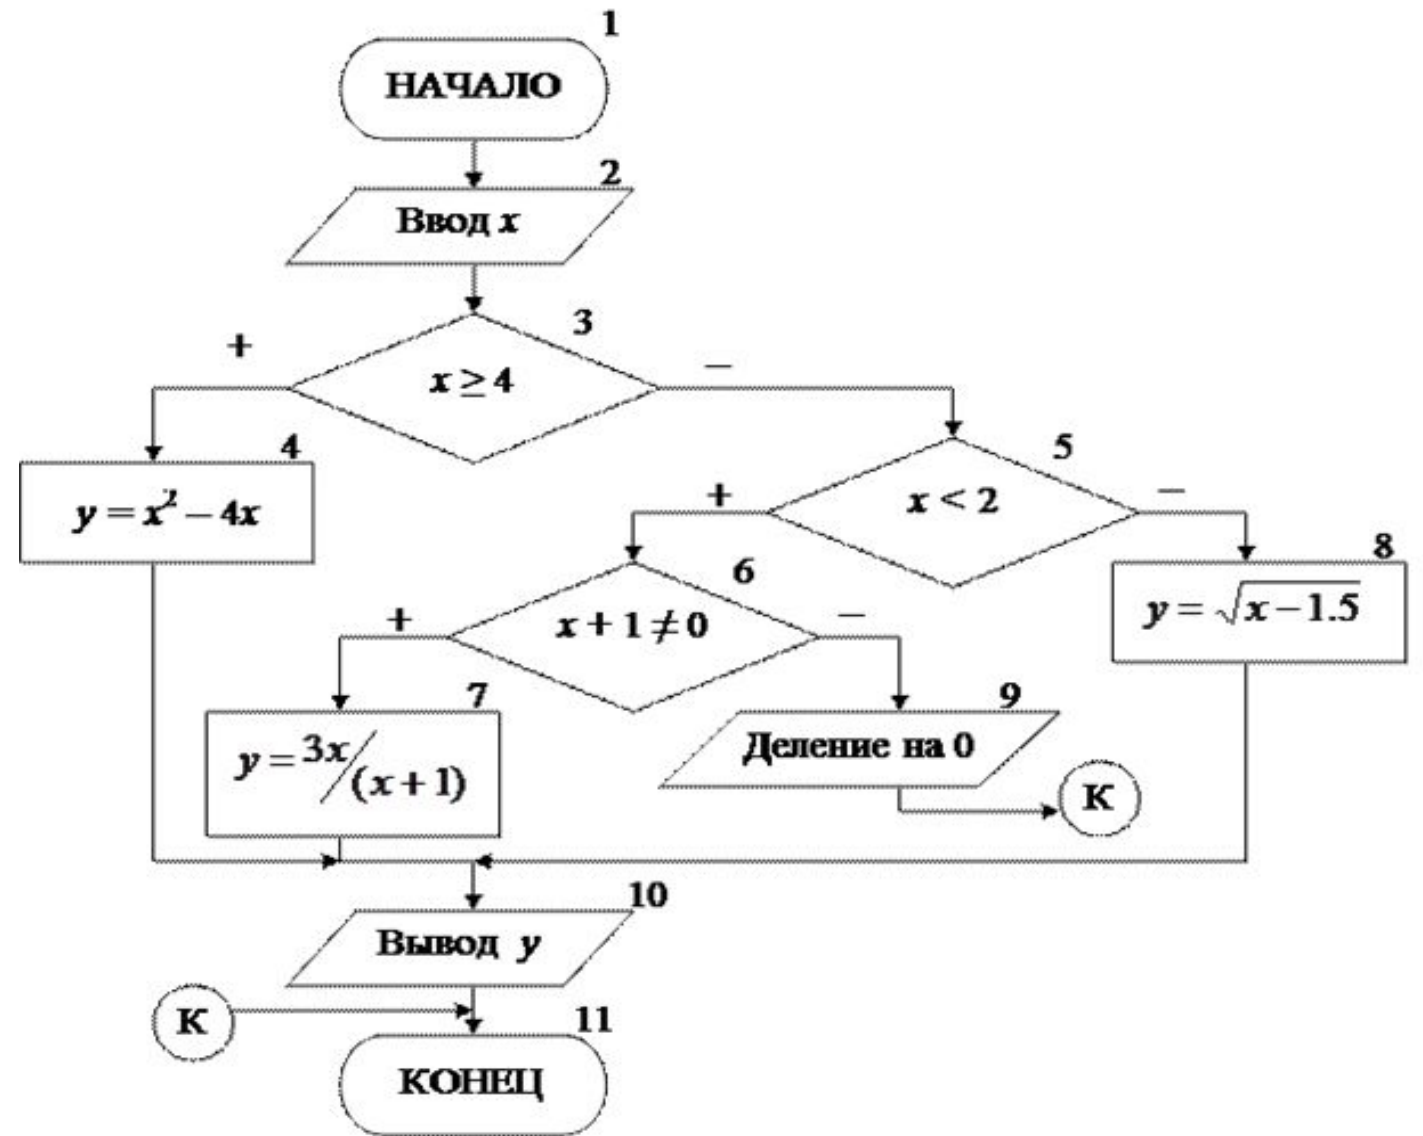 1
НАЧАЛО
2
Ввод x
3
+
x ≥ 4
–
4
y = x² – 4x
5
+
x < 2
–
6
+
x + 1 ≠ 0
–
8
y = √x – 1.5
7
y = 3x/(x + 1)
9
Деление на 0
К
10
Вывод y
К
11
КОНЕЦ